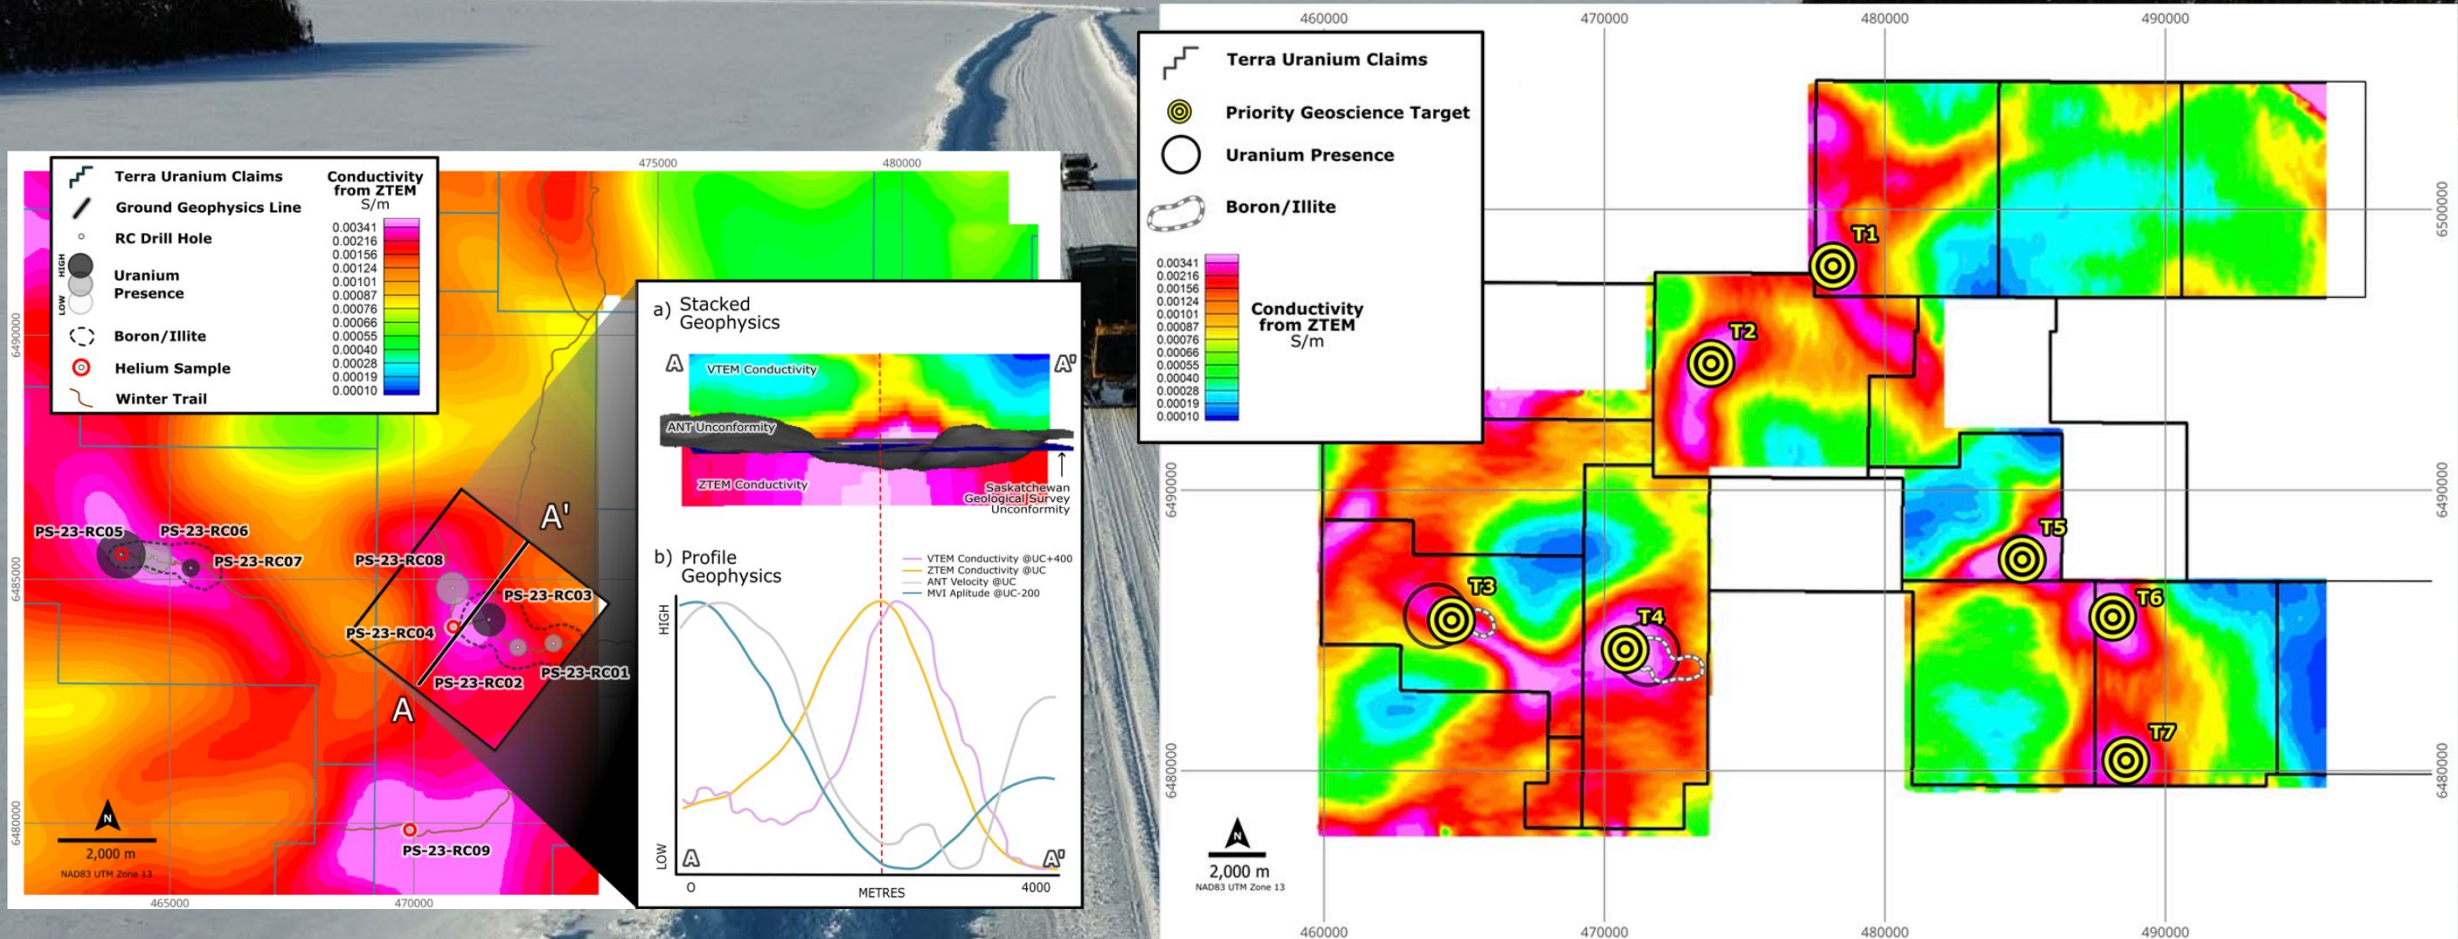 Terra Uranium Claims
Ground Geophysics Line
RC Drill Hole
HIGH
LOW
Uranium
Presence
Boron/Illite
Helium Sample
Winter Trail
Conductivity
from ZTEM
S/m
0.00341
0.00216
0.00156
0.00124
0.00101
0.00087
0.00076
0.00066
0.00055
0.00040
0.00028
0.00019
0.00010
475000
480000
6490000
6485000
6480000
465000
470000
PS-23-RC05
PS-23-RC06
PS-23-RC07
PS-23-RC08
PS-23-RC03
PS-23-RC04
PS-23-RC02
PS-23-RC01
PS-23-RC09
A'
A
N
2,000 m
NAD83 UTM Zone 13
a) Stacked
Geophysics
A
A'
VTEM Conductivity
ANT Unconformity
ZTEM Conductivity
Saskatchewan
Geological Survey
Unconformity
b) Profile
Geophysics
VTEM Conductivity @UC+400
ZTEM Conductivity @UC
ANT Velocity @UC
MVI Aplitude @UC-200
HIGH
LOW
A
A'
0
METRES
4000
460000
470000
480000
490000
Terra Uranium Claims
Priority Geoscience Target
Uranium Presence
Boron/Illite
0.00341
0.00216
0.00156
0.00124
0.00101
0.00087
0.00076
0.00066
0.00055
0.00040
0.00028
0.00019
0.00010
Conductivity
from ZTEM
S/m
T1
T2
T3
T4
T5
T6
T7
6500000
6490000
6490000
6480000
6480000
N
2,000 m
NAD83 UTM Zone 13
460000
470000
480000
490000